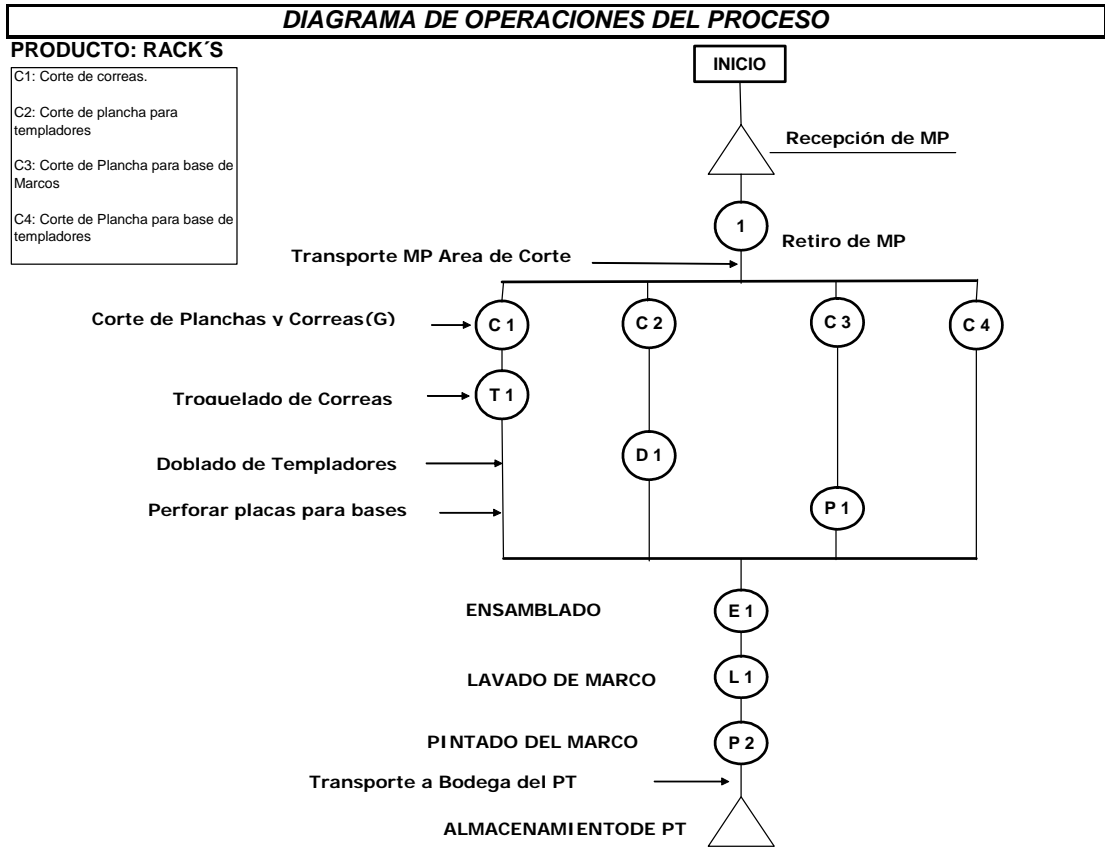 DIAGRAMA DE OPERACIONES DEL PROCESO
PRODUCTO: RACK´S
C1: Corte de correas.
C2: Corte de plancha para
templadores
C3: Corte de Plancha para base de
Marcos
C4: Corte de Plancha para base de
templadores
INICIO
Recepción de MP
1
Retiro de MP
Transporte MP Area de Corte
Corte de Planchas y Correas(G)
C 1
C 2
C 3
C 4
Troquelado de Correas
T 1
Doblado de Templadores
D 1
Perforar placas para bases
P 1
ENSAMBLADO
E 1
LAVADO DE MARCO
L 1
PINTADO DEL MARCO
P 2
Transporte a Bodega del PT
ALMACENAMIENTODE PT